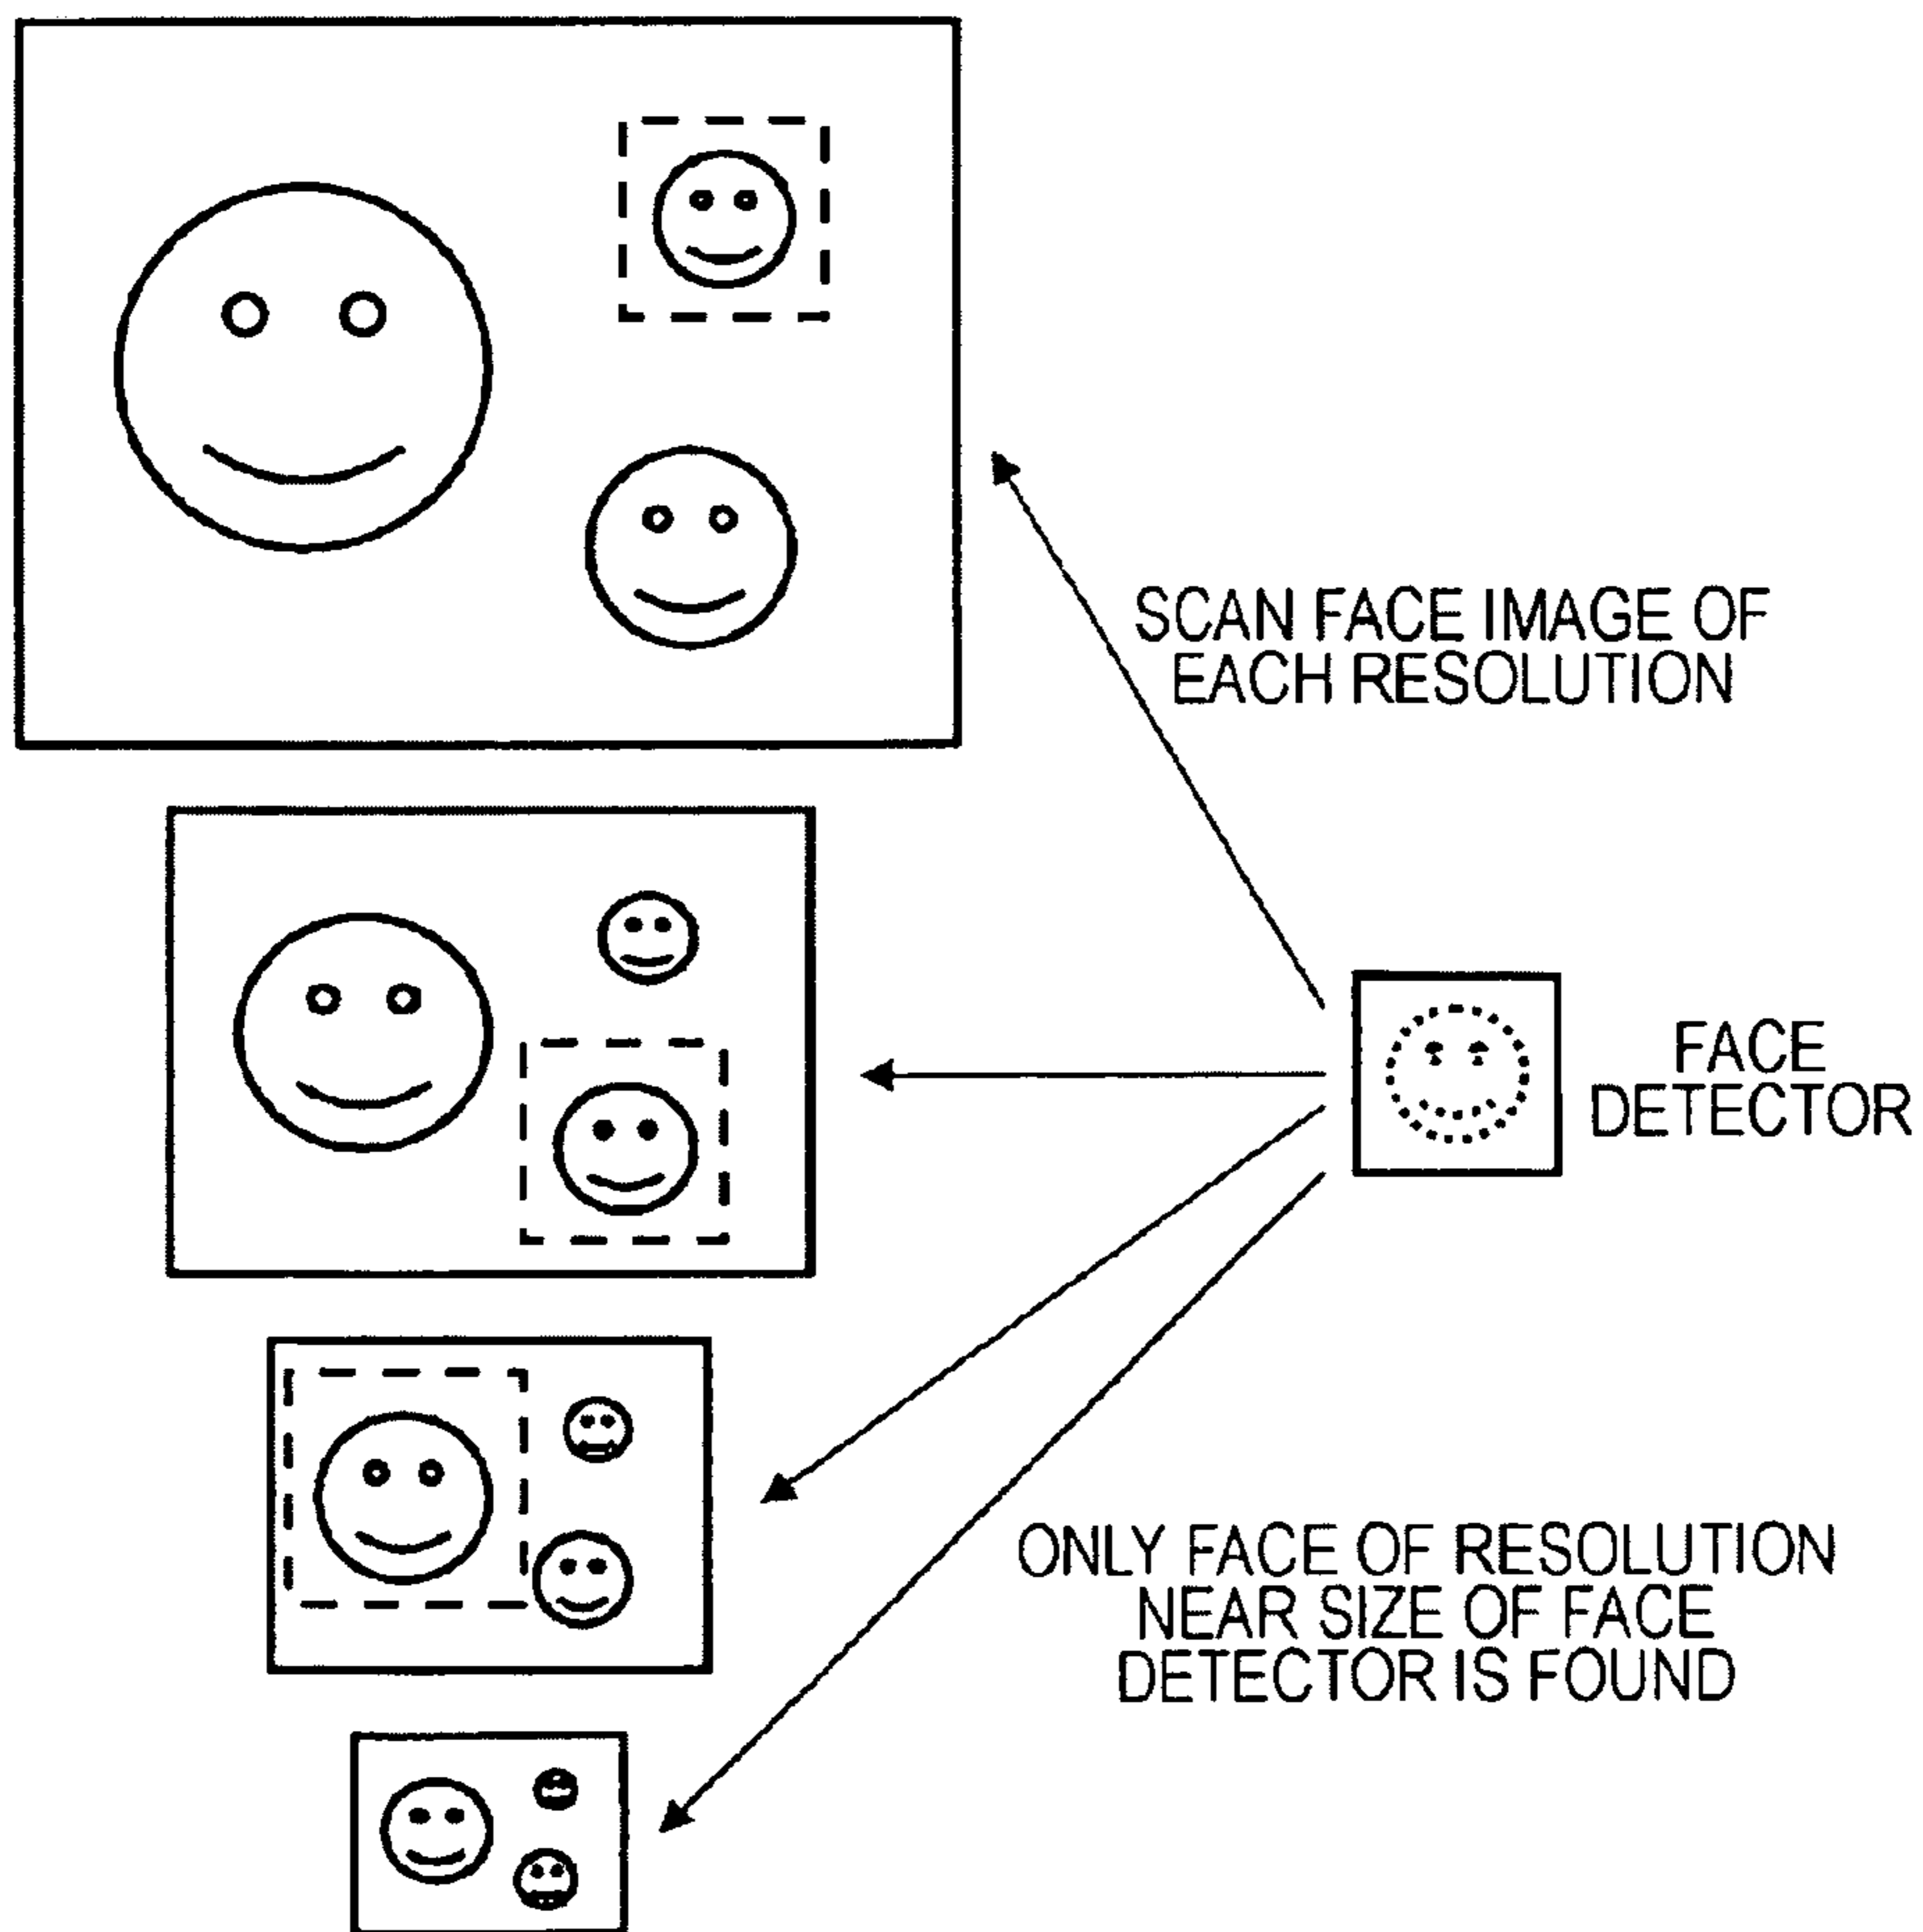 SCAN FACE IMAGE OF
EACH RESOLUTION
FACE
DETECTOR
ONLY FACE OF RESOLUTION
NEAR SIZE OF FACE
DETECTOR IS FOUND